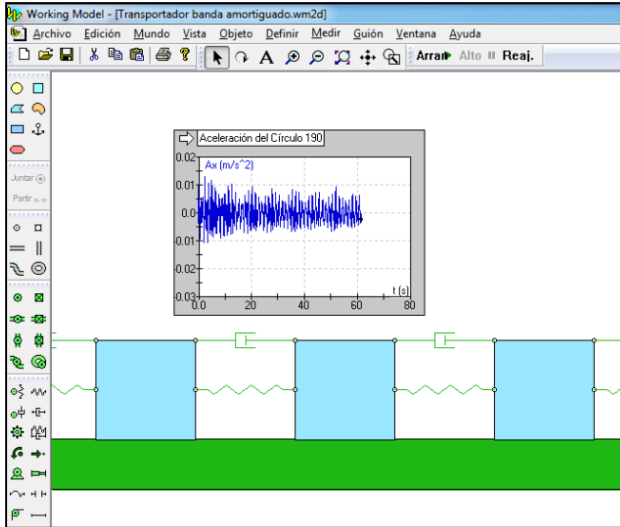 Working Model - [Transportador banda amortiguado.wm2d]
Archivo Edición Mundo Vista Objeto Definir Medir Guión Ventana Ayuda
A Arran Alto II Reaj.
Juntar
Partir
Aceleración del Círculo 190
Ax (m/s^2)
0.02
0.01
0.0
-0.01
-0.02
-0.03
t (s)
0.0 20 40 60 80